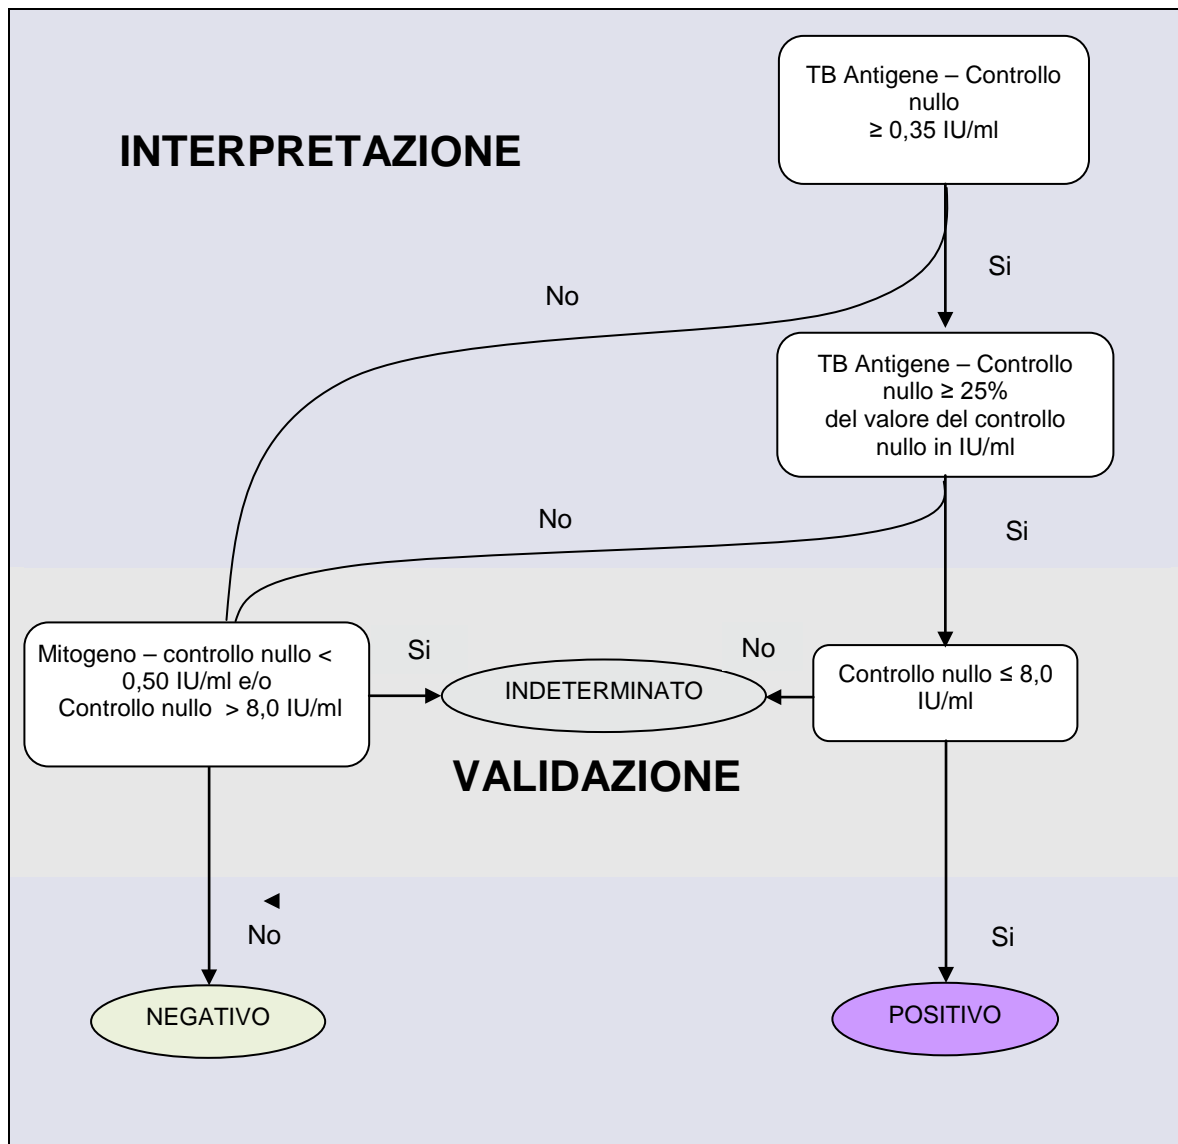 TB Antigene – Controllo
nullo
≥ 0,35 IU/ml
INTERPRETAZIONE
Si
No
TB Antigene – Controllo
nullo ≥ 25%
del valore del controllo
nullo in IU/ml
No
Si
Mitogeno – controllo nullo <
0,50 IU/ml e/o
Controllo nullo > 8,0 IU/ml
Si
INDETERMINATO
No
Controllo nullo ≤ 8,0
IU/ml
VALIDAZIONE
No
Si
NEGATIVO
POSITIVO